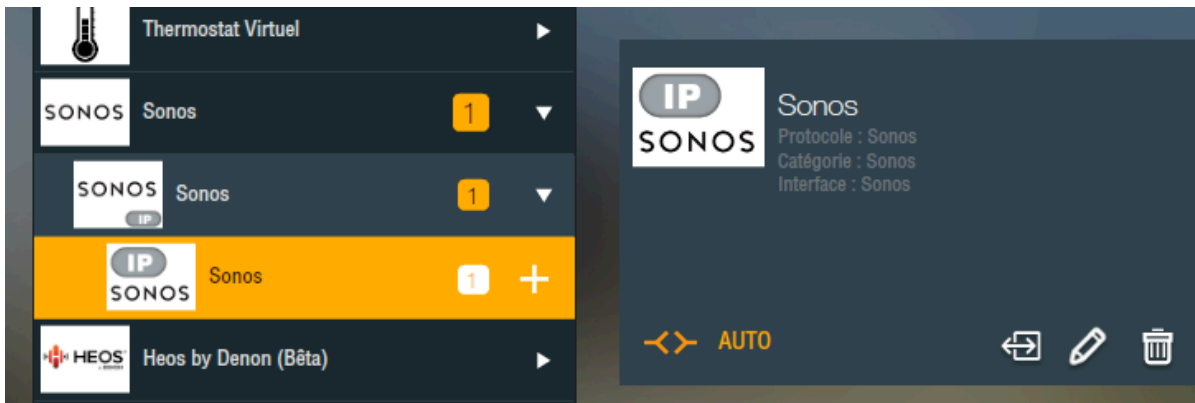 Thermostat Virtuel
SONOS Sonos 1
SONOS IP Sonos 1
IP SONOS Sonos 1
HEOS Heos by Denon (Bêta)
IP
SONOS
Sonos
Protocole : Sonos
Catégorie : Sonos
Interface : Sonos
AUTO